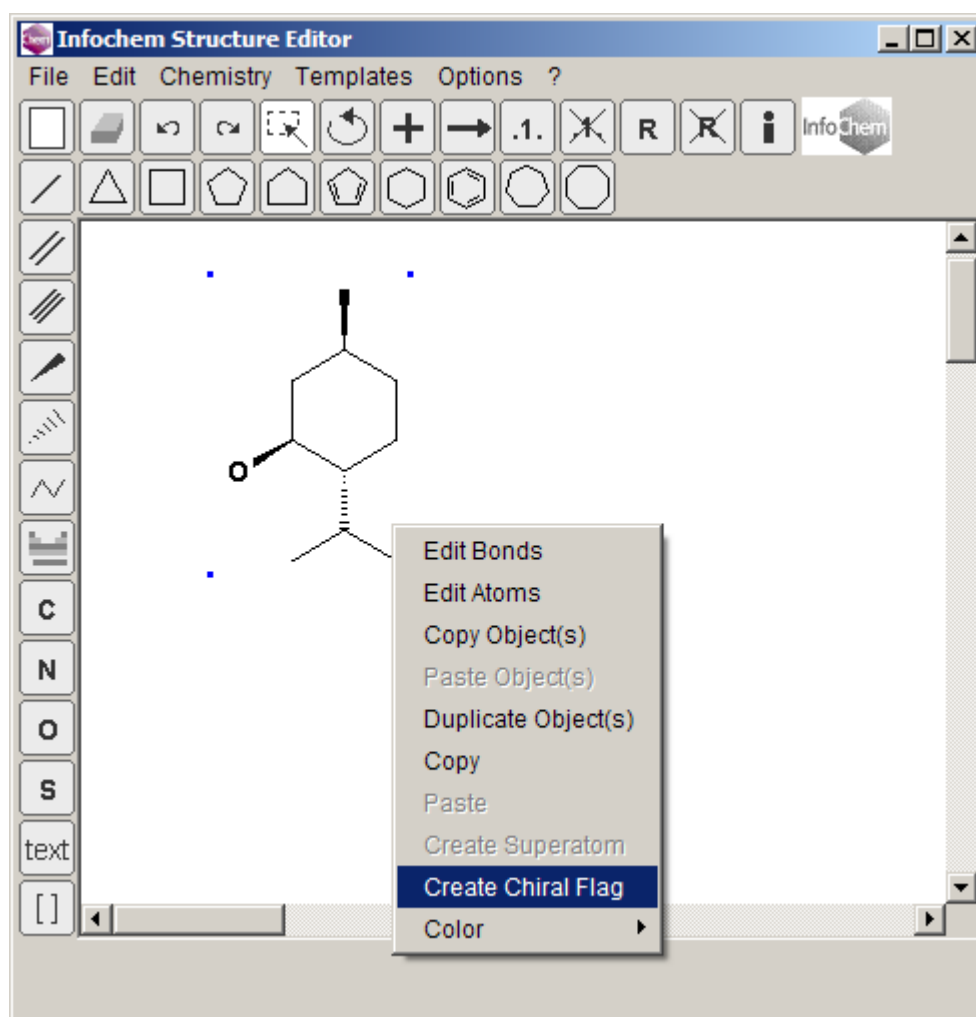 Infochem Structure Editor
File Edit Chemistry Templates Options ?
.1. 1 R R i InfoChem
C
N
O
S
text
[ ]
O
Edit Bonds
Edit Atoms
Copy Object(s)
Paste Object(s)
Duplicate Object(s)
Copy
Paste
Create Superatom
Create Chiral Flag
Color